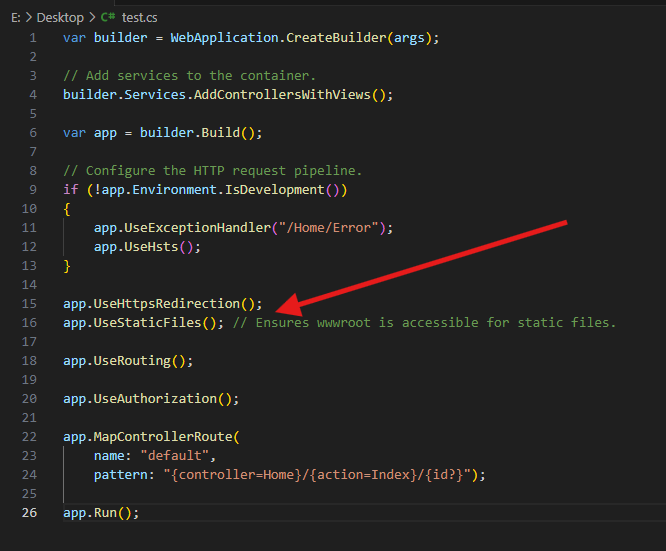 E: > Desktop > C# test.cs
1 var builder = WebApplication.CreateBuilder(args);
2
3 // Add services to the container.
4 builder.Services.AddControllersWithViews();
5
6 var app = builder.Build();
7
8 // Configure the HTTP request pipeline.
9 if (!app.Environment.IsDevelopment())
10 {
11     app.UseExceptionHandler("/Home/Error");
12     app.UseHsts();
13 }
14
15 app.UseHttpsRedirection();
16 app.UseStaticFiles(); // Ensures wwwroot is accessible for static files.
17
18 app.UseRouting();
19
20 app.UseAuthorization();
21
22 app.MapControllerRoute(
23     name: "default",
24     pattern: "{controller=Home}/{action=Index}/{id?}");
25
26 app.Run();